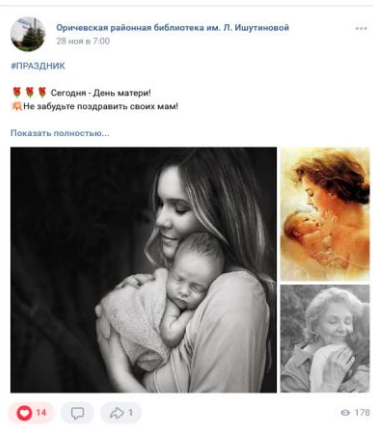 Оричевская районная библиотека им. Л. Ишутиновой
28 ноя в 7:00
#ПРАЗДНИК
Сегодня - День матери!
Не забудьте поздравить своих мам!
Показать полностью...
14
1
178